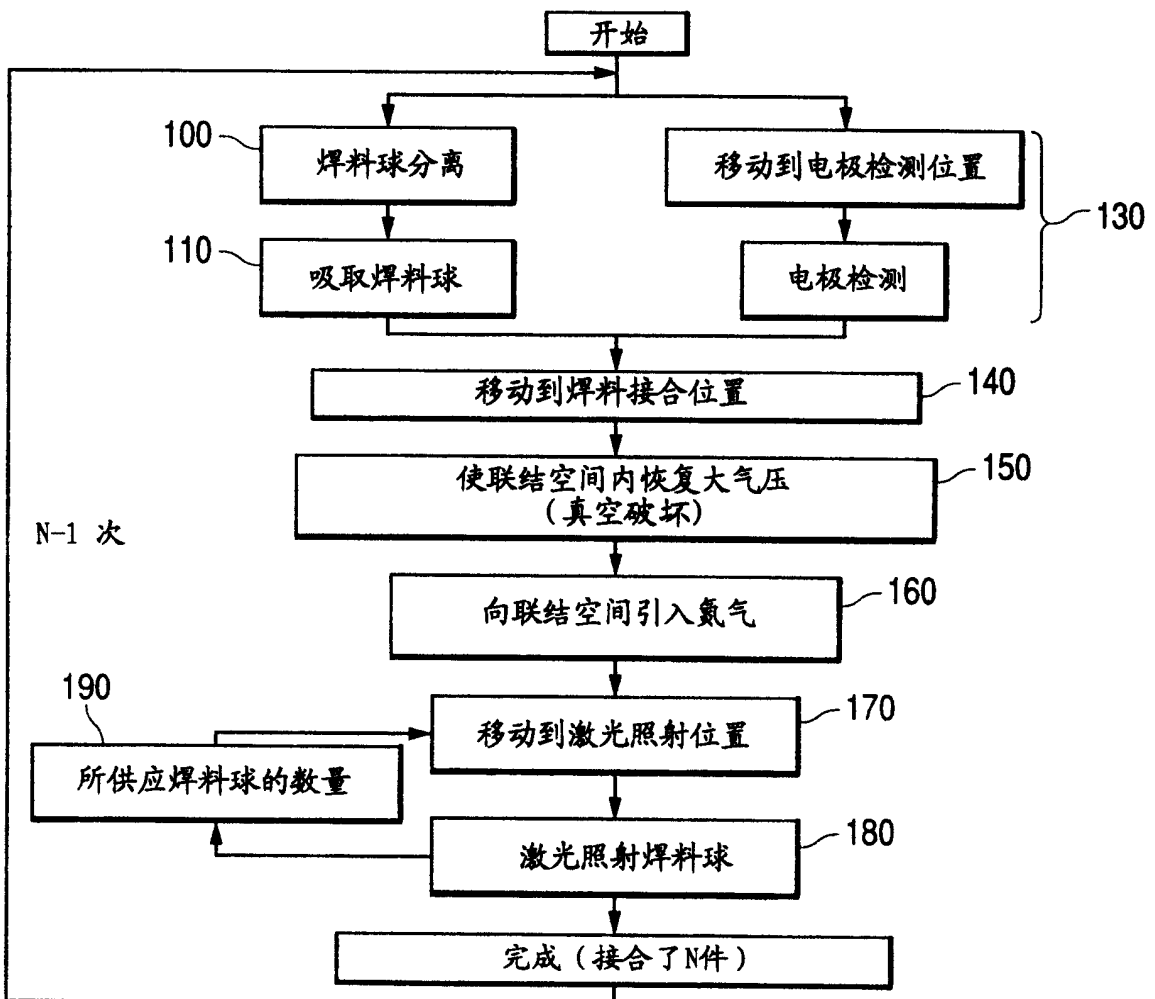 开始
100
焊料球分离
移动到电极检测位置
130
110
吸取焊料球
电极检测
移动到焊料接合位置
140
使联结空间内恢复大气压
(真空破坏)
150
N-1 次
向联结空间引入氮气
160
190
移动到激光照射位置
170
所供应焊料球的数量
激光照射焊料球
180
完成(接合了N件)